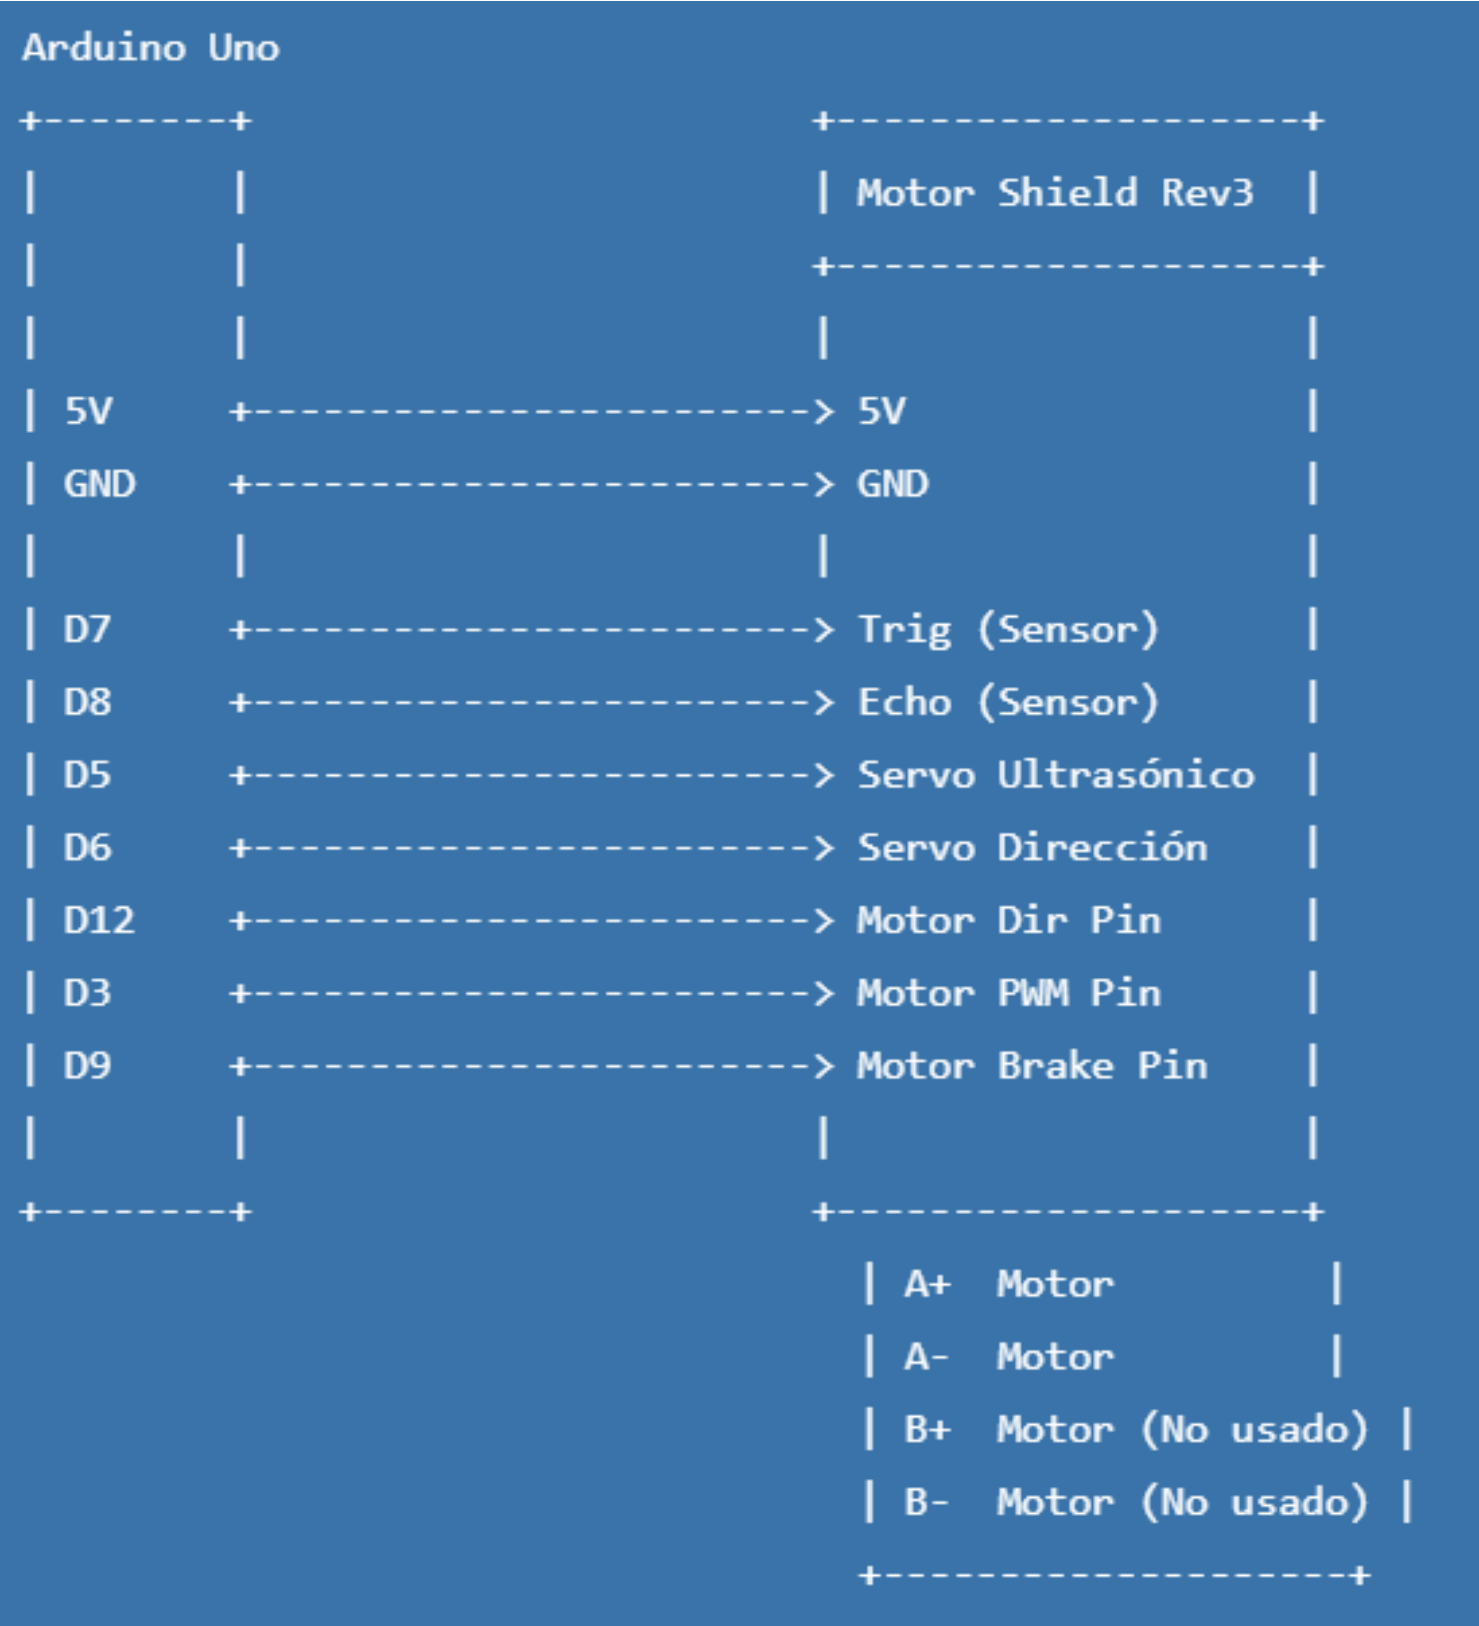 Arduino Uno
+--------+                        +--------------------+
|        |                        | Motor Shield Rev3  |
|        |                        +--------------------+
|        |                        |                    |
| 5V     +------------------------> 5V                 |
| GND    +------------------------> GND                |
|        |                        |                    |
| D7     +------------------------> Trig (Sensor)      |
| D8     +------------------------> Echo (Sensor)      |
| D5     +------------------------> Servo Ultrasónico  |
| D6     +------------------------> Servo Dirección    |
| D12    +------------------------> Motor Dir Pin      |
| D3     +------------------------> Motor PWM Pin      |
| D9     +------------------------> Motor Brake Pin    |
|        |                        |                    |
+--------+                        +--------------------+
                                    | A+  Motor         |
                                    | A-  Motor         |
                                    | B+  Motor (No usado) |
                                    | B-  Motor (No usado) |
                                    +--------------------+